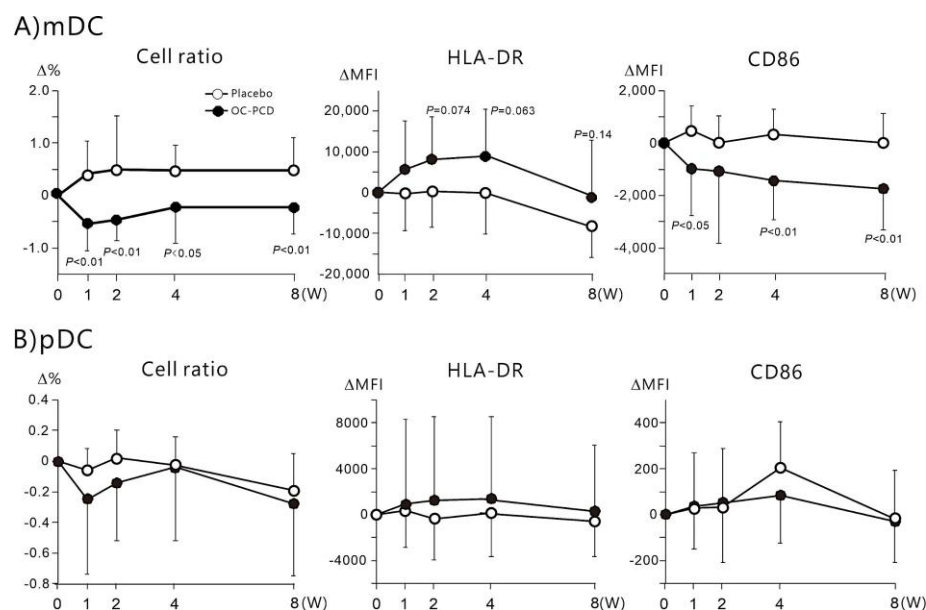 A)mDC
Cell ratio
Δ%
2.0
1.0
0
-1.0
Placebo
OC-PCD
P<0.01
P<0.01
P<0.05
P<0.01
0 1 2 4 8(W)
HLA-DR
ΔMFI
20,000
10,000
0
-10,000
-20,000
P=0.074
P=0.063
P=0.14
0 1 2 4 8(W)
CD86
ΔMFI
2,000
0
-2,000
-4,000
P<0.05
P<0.01
P<0.01
0 1 2 4 8(W)
B)pDC
Cell ratio
Δ%
0.4
0.2
0
-0.2
-0.4
-0.6
-0.8
0 1 2 4 8(W)
HLA-DR
ΔMFI
8000
4000
0
-4000
0 1 2 4 8(W)
CD86
ΔMFI
400
200
0
-200
0 1 2 4 8(W)